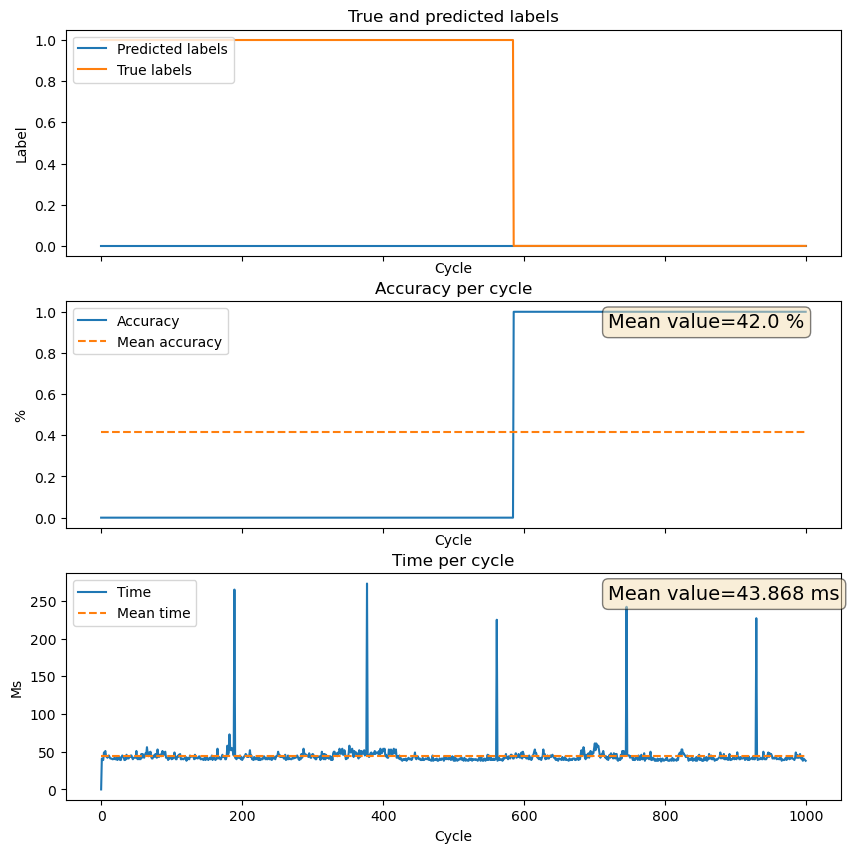 True and predicted labels
1.0
0.8
0.6
0.4
0.2
0.0
Label
Predicted labels
True labels
Cycle
Accuracy per cycle
1.0
0.8
0.6
0.4
0.2
0.0
%
Accuracy
Mean accuracy
Mean value=42.0 %
Cycle
Time per cycle
250
200
150
100
50
0
Ms
Time
Mean time
Mean value=43.868 ms
0 200 400 600 800 1000
Cycle